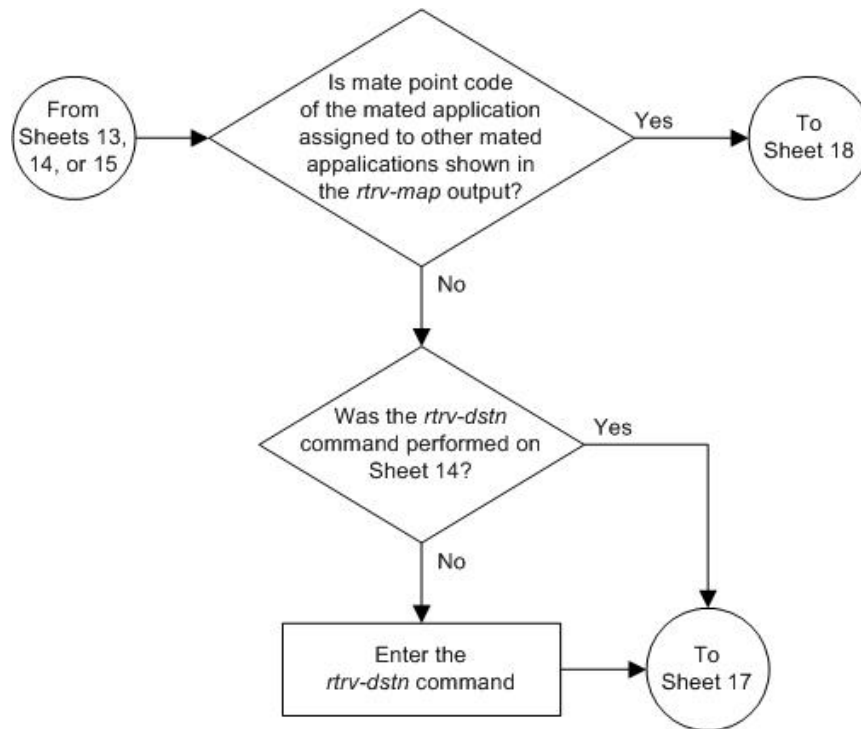 From
Sheets 13,
14, or 15
Is mate point code
of the mated application
assigned to other mated
appalications shown in
the rtrv-map output?
Yes
To
Sheet 18
No
Was the rtrv-dstn
command performed on
Sheet 14?
Yes
No
Enter the
rtrv-dstn command
To
Sheet 17